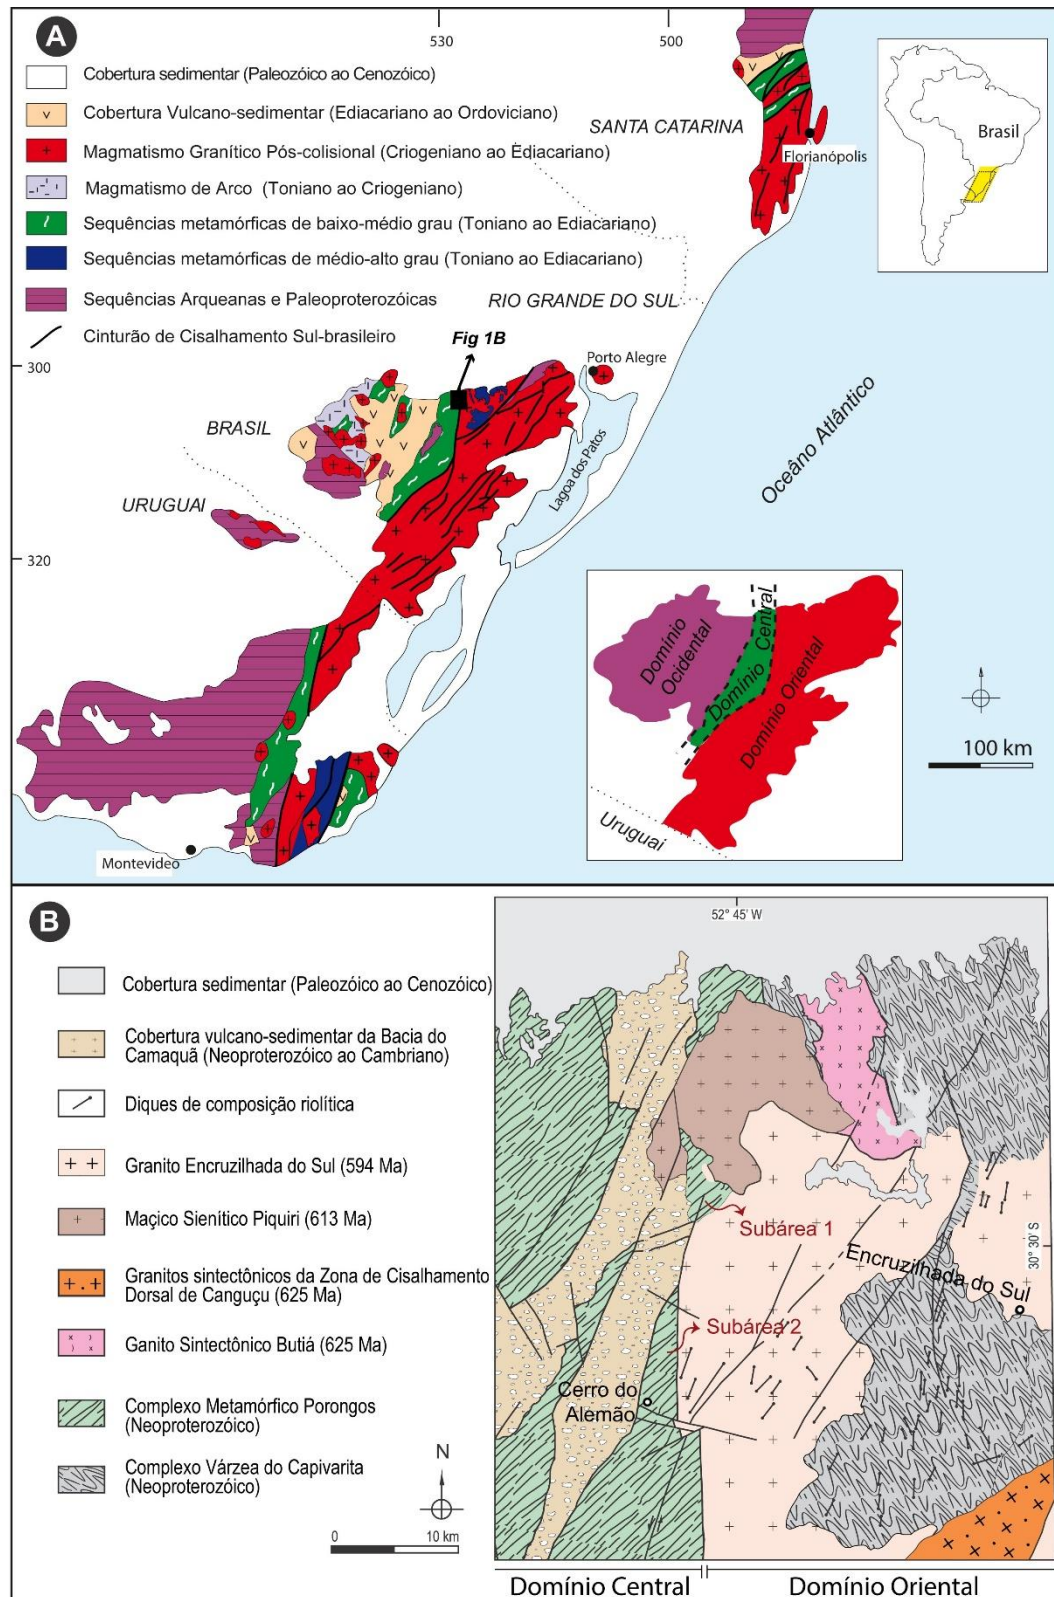 A
530
500
Cobertura sedimentar (Paleozóico ao Cenozóico)
Cobertura Vulcano-sedimentar (Ediacariano ao Ordoviciano)
Magmatismo Granítico Pós-colisional (Criogeniano ao Ediacariano)
Magmatismo de Arco (Toniano ao Criogeniano)
Sequências metamórficas de baixo-médio grau (Toniano ao Ediacariano)
Sequências metamórficas de médio-alto grau (Toniano ao Ediacariano)
Sequências Arqueanas e Paleoproterozóicas
Cinturão de Cisalhamento Sul-brasileiro
SANTA CATARINA
Florianópolis
Brasil
RIO GRANDE DO SUL
Fig 1B
Porto Alegre
300
BRASIL
URUGUAI
Lagoa dos Patos
Oceâno Atlântico
320
Domínio
Ocidental
Domínio Central
Domínio Oriental
Uruguai
100 km
Montevideo
B
52° 45' W
Cobertura sedimentar (Paleozóico ao Cenozóico)
Cobertura vulcano-sedimentar da Bacia do
Camaquã (Neoproterozóico ao Cambriano)
Diques de composição riolítica
Granito Encruzilhada do Sul (594 Ma)
Maçico Sienítico Piquiri (613 Ma)
Granitos sintectônicos da Zona de Cisalhamento
Dorsal de Canguçu (625 Ma)
Ganito Sintectônico Butiá (625 Ma)
Complexo Metamórfico Porongos
(Neoproterozóico)
Complexo Várzea do Capivarita
(Neoproterozóico)
N
0 10 km
Subárea 1
30° 30' S
Encruzilhada do Sul
Subárea 2
Cerro do
Alemão
Domínio Central
Domínio Oriental